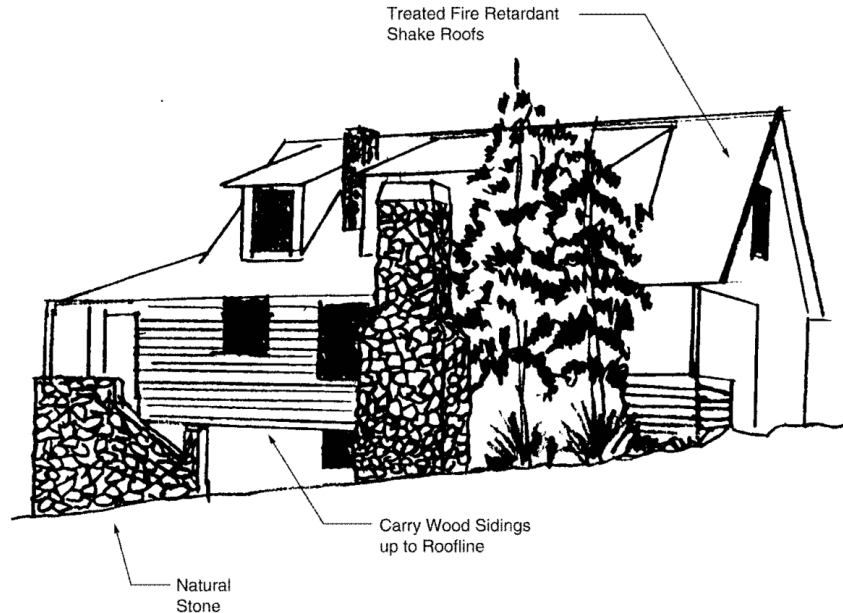 Treated Fire Retardant
Shake Roofs
Carry Wood Sidings
up to Roofline
Natural
Stone